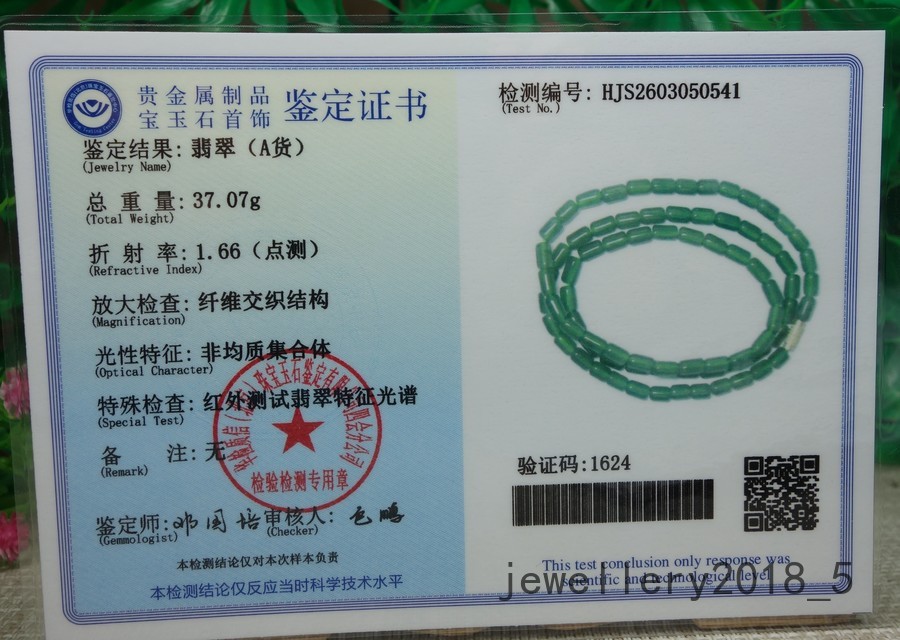 贵金属制品
宝玉石首饰
鉴定证书
鉴定结果: 翡翠（A货）
(Jewelry Name)
总重量: 37.07g
(Total Weight)
折射率: 1.66（点测）
(Refractive Index)
放大检查: 纤维交织结构
(Magnification)
光性特征: 非均质集合体
(Optical Character)
特殊检查: 红外测试翡翠特征光谱
(Special Test)
备注: 无
(Remark)
检验检测专用章
鉴定师:
审核人:
(Gemmologist)
(Checker)
本检测结论仅对本次样本负责
本检测结论仅反应当时科学技术水平
检测编号: HJS2603050541
(Test No.)
验证码:1624
This test conclusion only response was
scientific and technological level
jewellery2018_5